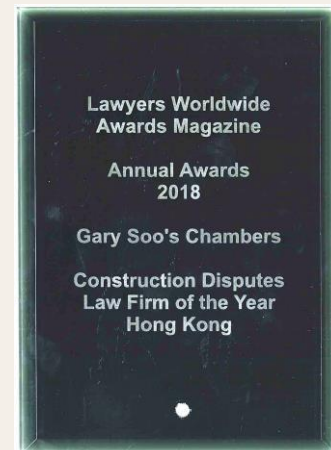 Lawyers Worldwide
Awards Magazine
Annual Awards
2018
Gary Soo's Chambers
Construction Disputes
Law Firm of the Year
Hong Kong